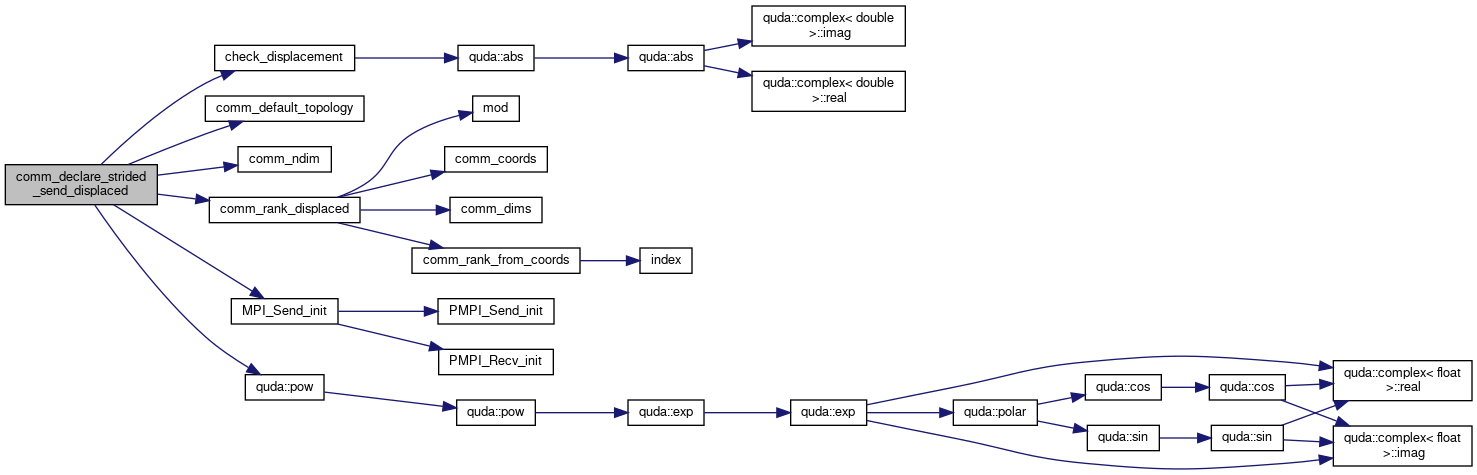 quda::complex< double
>::imag
check_displacement
quda::abs
quda::abs
quda::complex< double
>::real
comm_default_topology
mod
comm_ndim
comm_coords
comm_declare_strided
_send_displaced
comm_rank_displaced
comm_dims
comm_rank_from_coords
index
MPI_Send_init
PMPI_Send_init
PMPI_Recv_init
quda::pow
quda::pow
quda::exp
quda::exp
quda::polar
quda::cos
quda::cos
quda::complex< float
>::real
quda::sin
quda::sin
quda::complex< float
>::imag